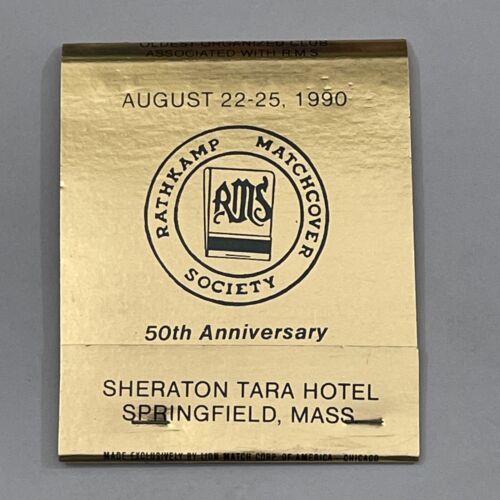 OLDEST ORGANIZED CLUB
ASSOCIATED WITH R.M.S.
AUGUST 22-25, 1990
RATHKAMP MATCHCOVER
RMS
SOCIETY
50th Anniversary
SHERATON TARA HOTEL
SPRINGFIELD, MASS.
MADE EXCLUSIVELY BY LION MATCH CORP. OF AMERICA - CHICAGO